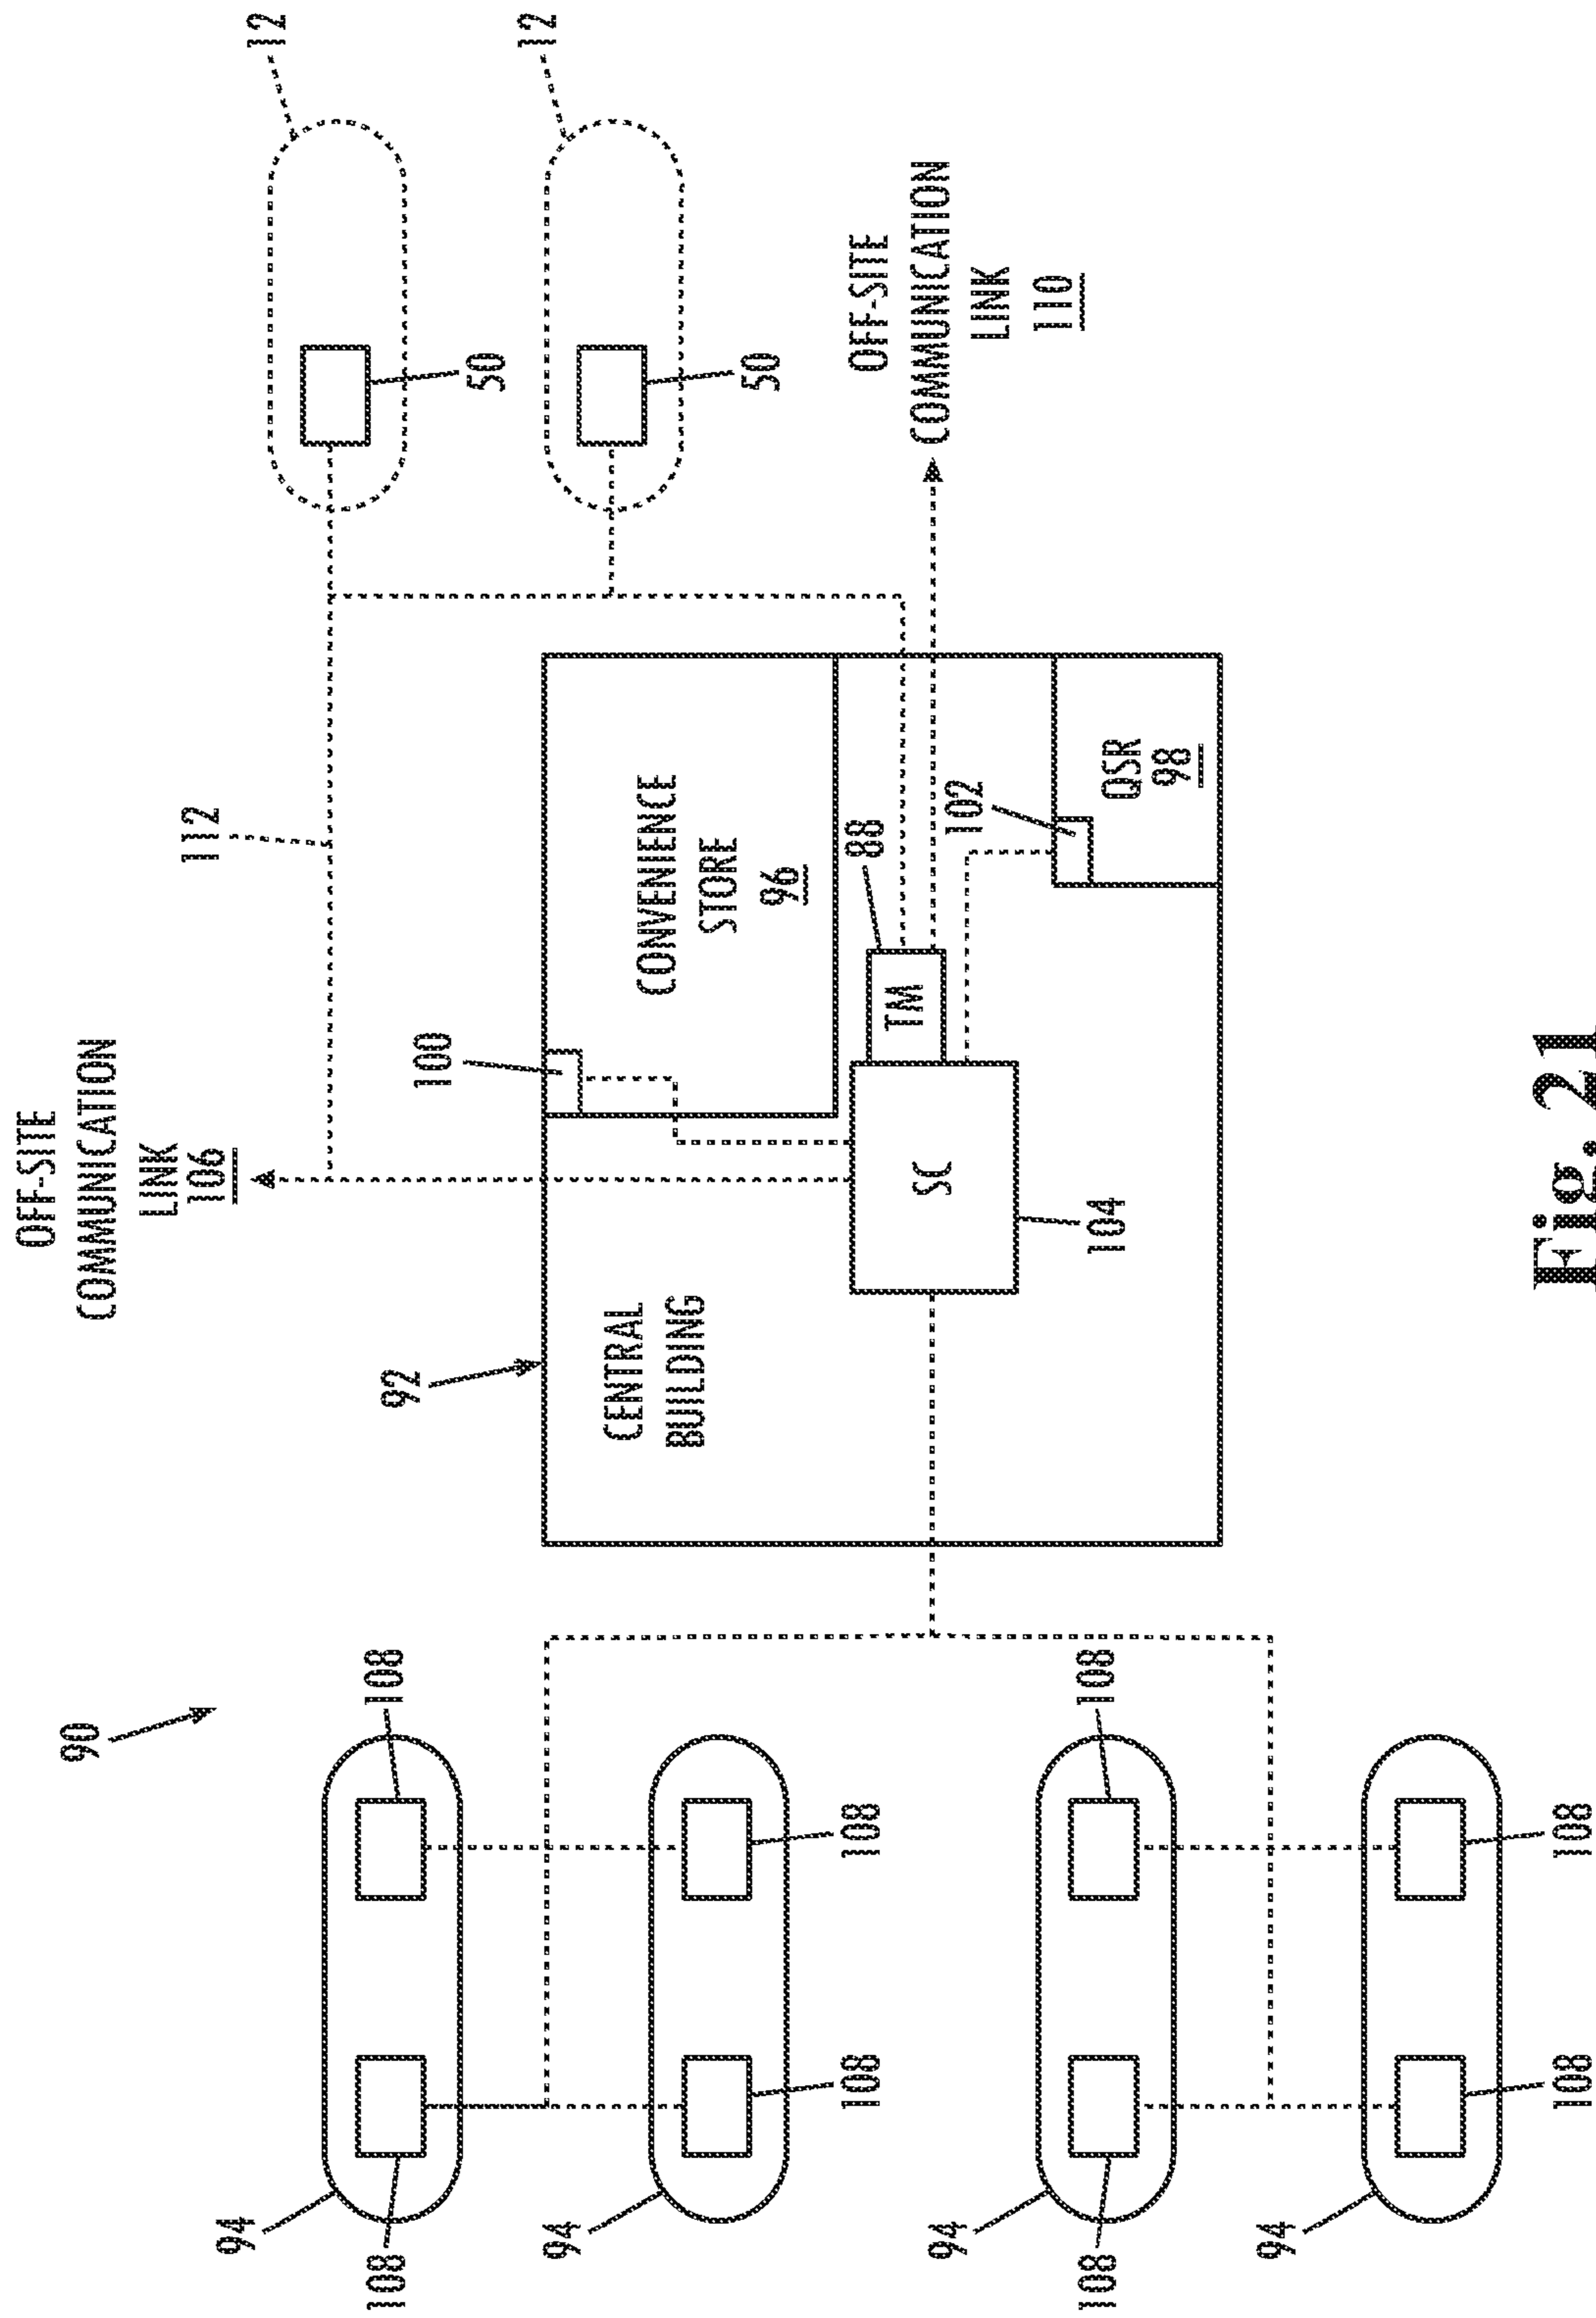 OFF-SITE
COMMUNICATION
LINK
106
90
112
12
12
94
108
108
92
100
50
94
108
108
CENTRAL
BUILDING
CONVENIENCE
STORE
96
50
88
TM
SC
OFF-SITE
COMMUNICATION
LINK
110
94
108
108
104
102
QSR
98
94
108
108
Fig. 21